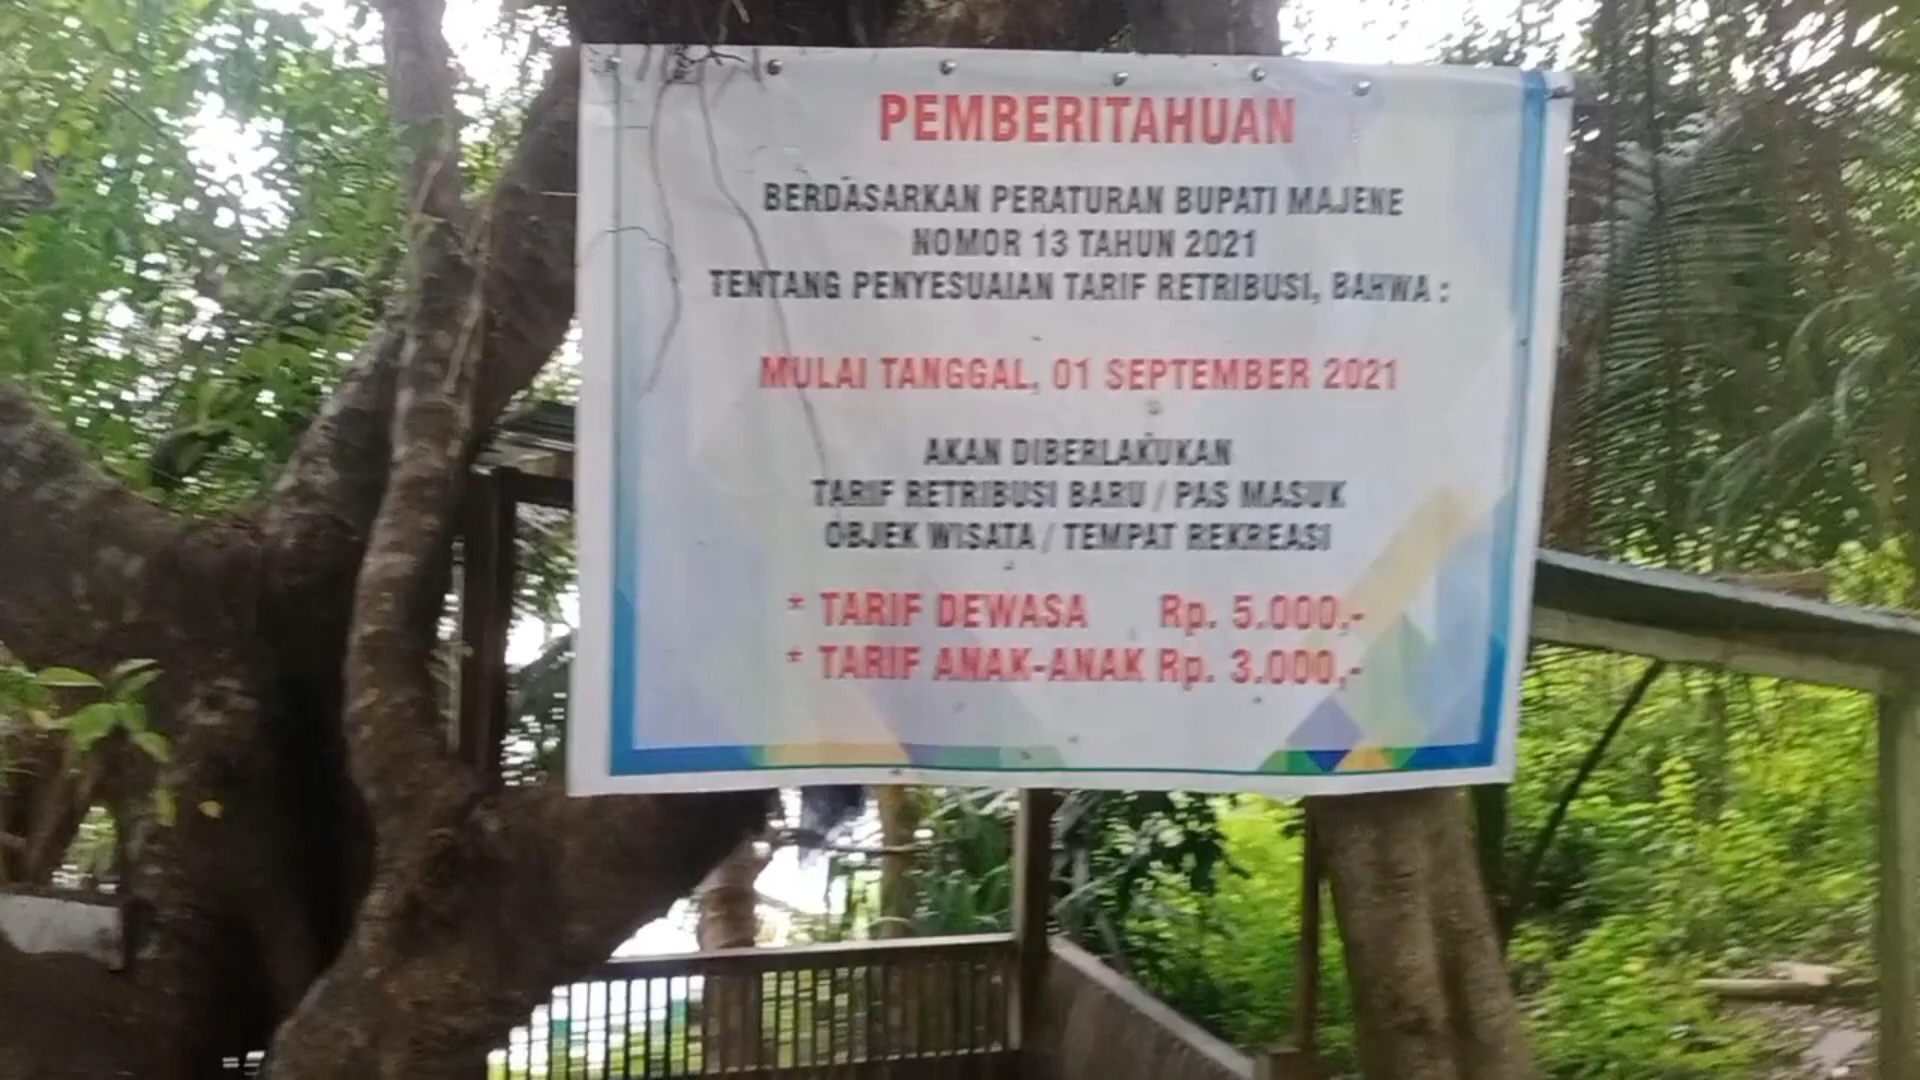 PEMBERITAHUAN
BERDASARKAN PERATURAN BUPATI MAJENE
NOMOR 13 TAHUN 2021
TENTANG PENYESUAIAN TARIF RETRIBUSI, BAHWA :
MULAI TANGGAL, 01 SEPTEMBER 2021
AKAN DIBERLAKUKAN
TARIF RETRIBUSI BARU / PAS MASUK
OBJEK WISATA / TEMPAT REKREASI
* TARIF DEWASA Rp. 5.000,-
* TARIF ANAK-ANAK Rp. 3.000,-